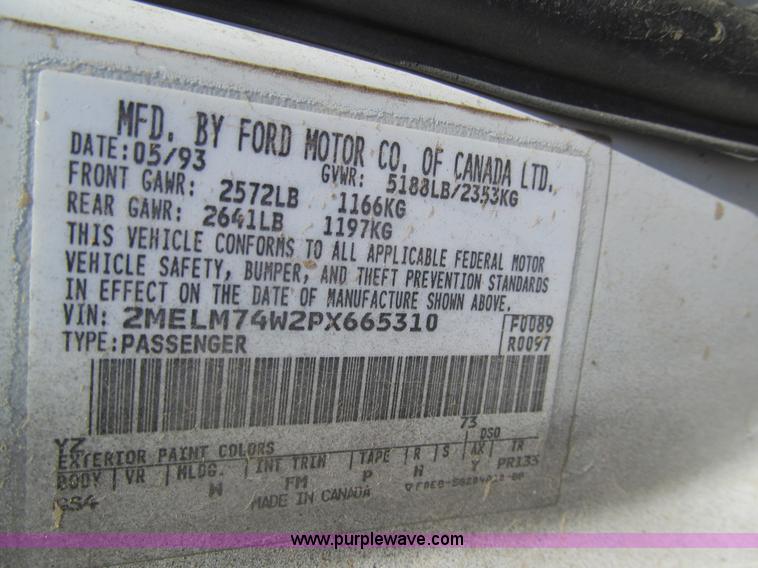 MFD. BY FORD MOTOR CO. OF CANADA LTD.
DATE: 05/93 GVWR: 5188LB/2353KG
FRONT GAWR: 2572LB 1166KG
REAR GAWR: 2641LB 1197KG
THIS VEHICLE CONFORMS TO ALL APPLICABLE FEDERAL MOTOR
VEHICLE SAFETY, BUMPER, AND THEFT PREVENTION STANDARDS
IN EFFECT ON THE DATE OF MANUFACTURE SHOWN ABOVE.
VIN: 2MELM74W2PX665310 F0089
TYPE: PASSENGER R0097
73
YZ DSO
EXTERIOR PAINT COLORS
BODY VR MLDG. INT TRIM TAPE R S AX TR
GS4 W FM P N Y PR133
MADE IN CANADA
www.purplewave.com